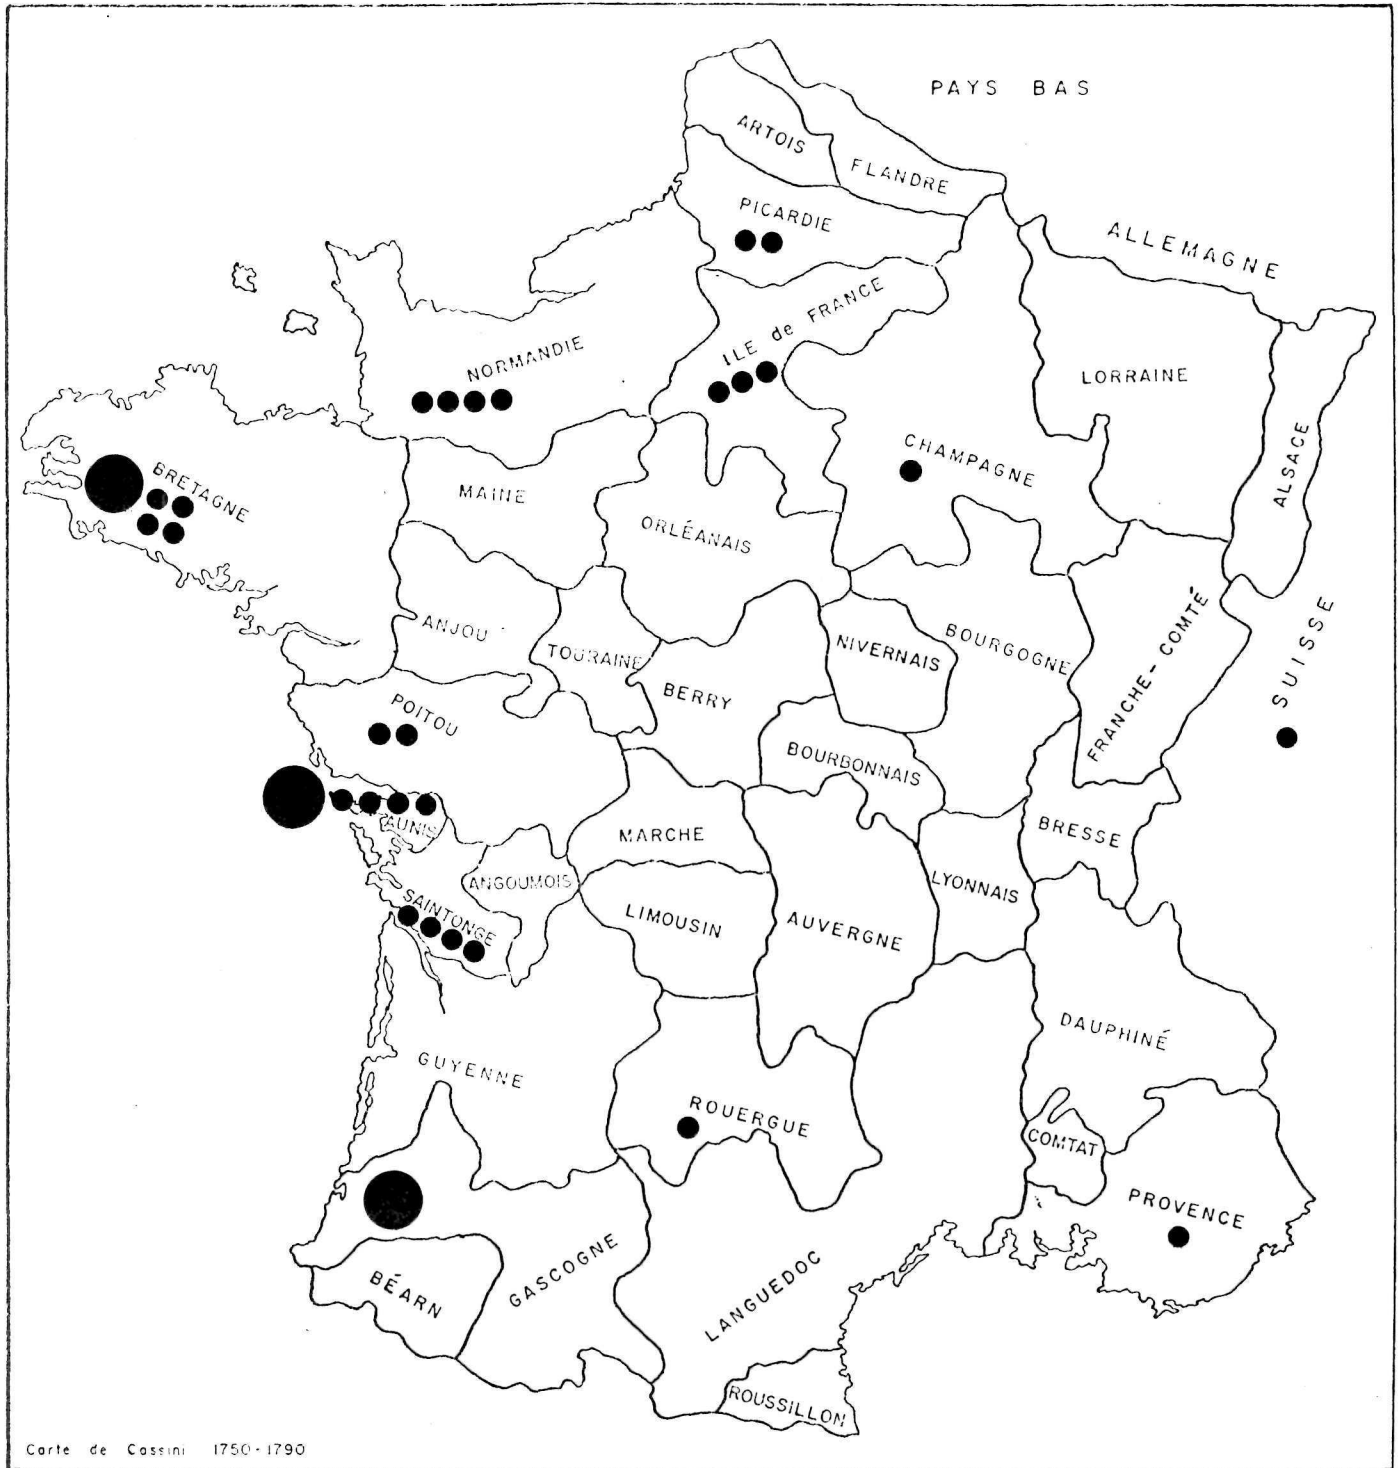 PAYS BAS
ARTOIS
FLANDRE
PICARDIE
ALLEMAGNE
ILE de FRANCE
NORMANDIE
LORRAINE
CHAMPAGNE
ALSACE
BRETAGNE
MAINE
ORLÉANAIS
ANJOU
TOURAINE
NIVERNAIS
BOURGOGNE
FRANCHE-COMTÉ
SUISSE
BERRY
POITOU
BOURBONNAIS
AUNIS
MARCHE
BRESSE
ANGOUMOIS
LYONNAIS
SAINTONGE
LIMOUSIN
AUVERGNE
DAUPHINÉ
GUYENNE
ROUERGUE
COMTAT
PROVENCE
BÉARN
GASCOGNE
LANGUEDOC
ROUSSILLON
Carte de Cassini 1750-1790